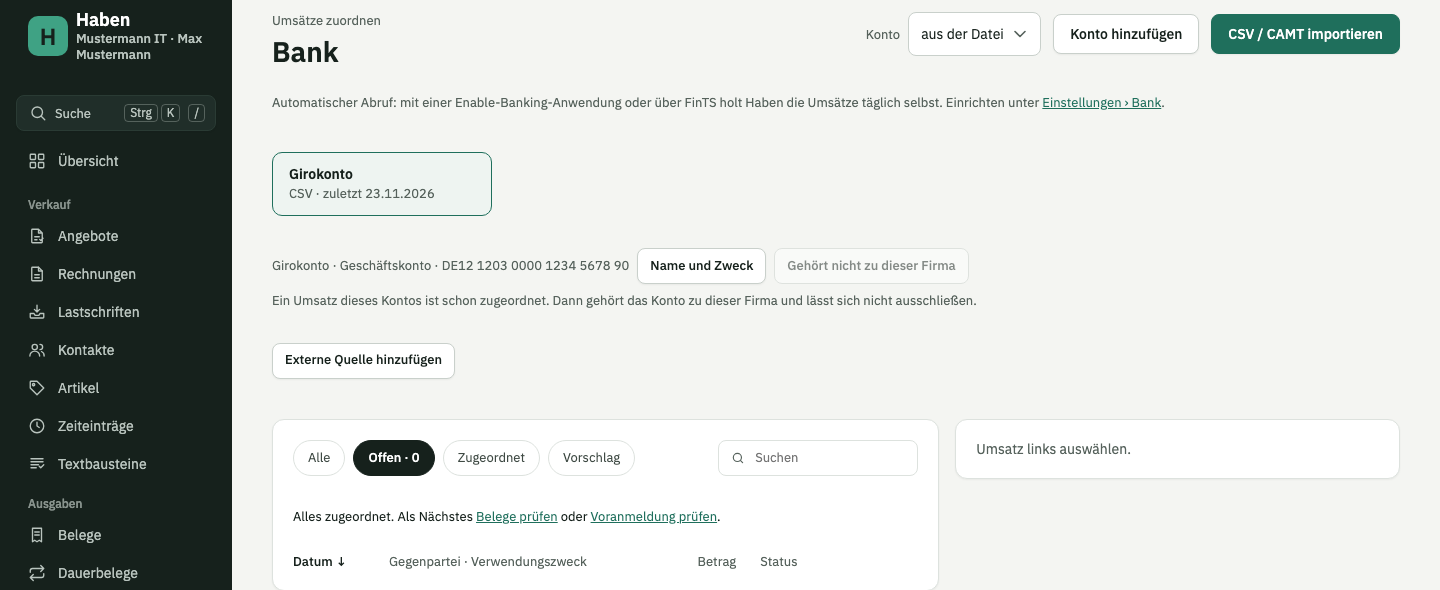 H
Haben
Mustermann IT · Max
Mustermann
Suche Strg K /
Übersicht
Verkauf
Angebote
Rechnungen
Lastschriften
Kontakte
Artikel
Zeiteinträge
Textbausteine
Ausgaben
Belege
Dauerbelege
Umsätze zuordnen
Bank
Konto aus der Datei Konto hinzufügen CSV / CAMT importieren
Automatischer Abruf: mit einer Enable-Banking-Anwendung oder über FinTS holt Haben die Umsätze täglich selbst. Einrichten unter Einstellungen › Bank.
Girokonto
CSV · zuletzt 23.11.2026
Girokonto · Geschäftskonto · DE12 1203 0000 1234 5678 90 Name und Zweck Gehört nicht zu dieser Firma
Ein Umsatz dieses Kontos ist schon zugeordnet. Dann gehört das Konto zu dieser Firma und lässt sich nicht ausschließen.
Externe Quelle hinzufügen
Alle Offen · 0 Zugeordnet Vorschlag Suchen
Alles zugeordnet. Als Nächstes Belege prüfen oder Voranmeldung prüfen.
Datum ↓ Gegenpartei · Verwendungszweck Betrag Status
Umsatz links auswählen.